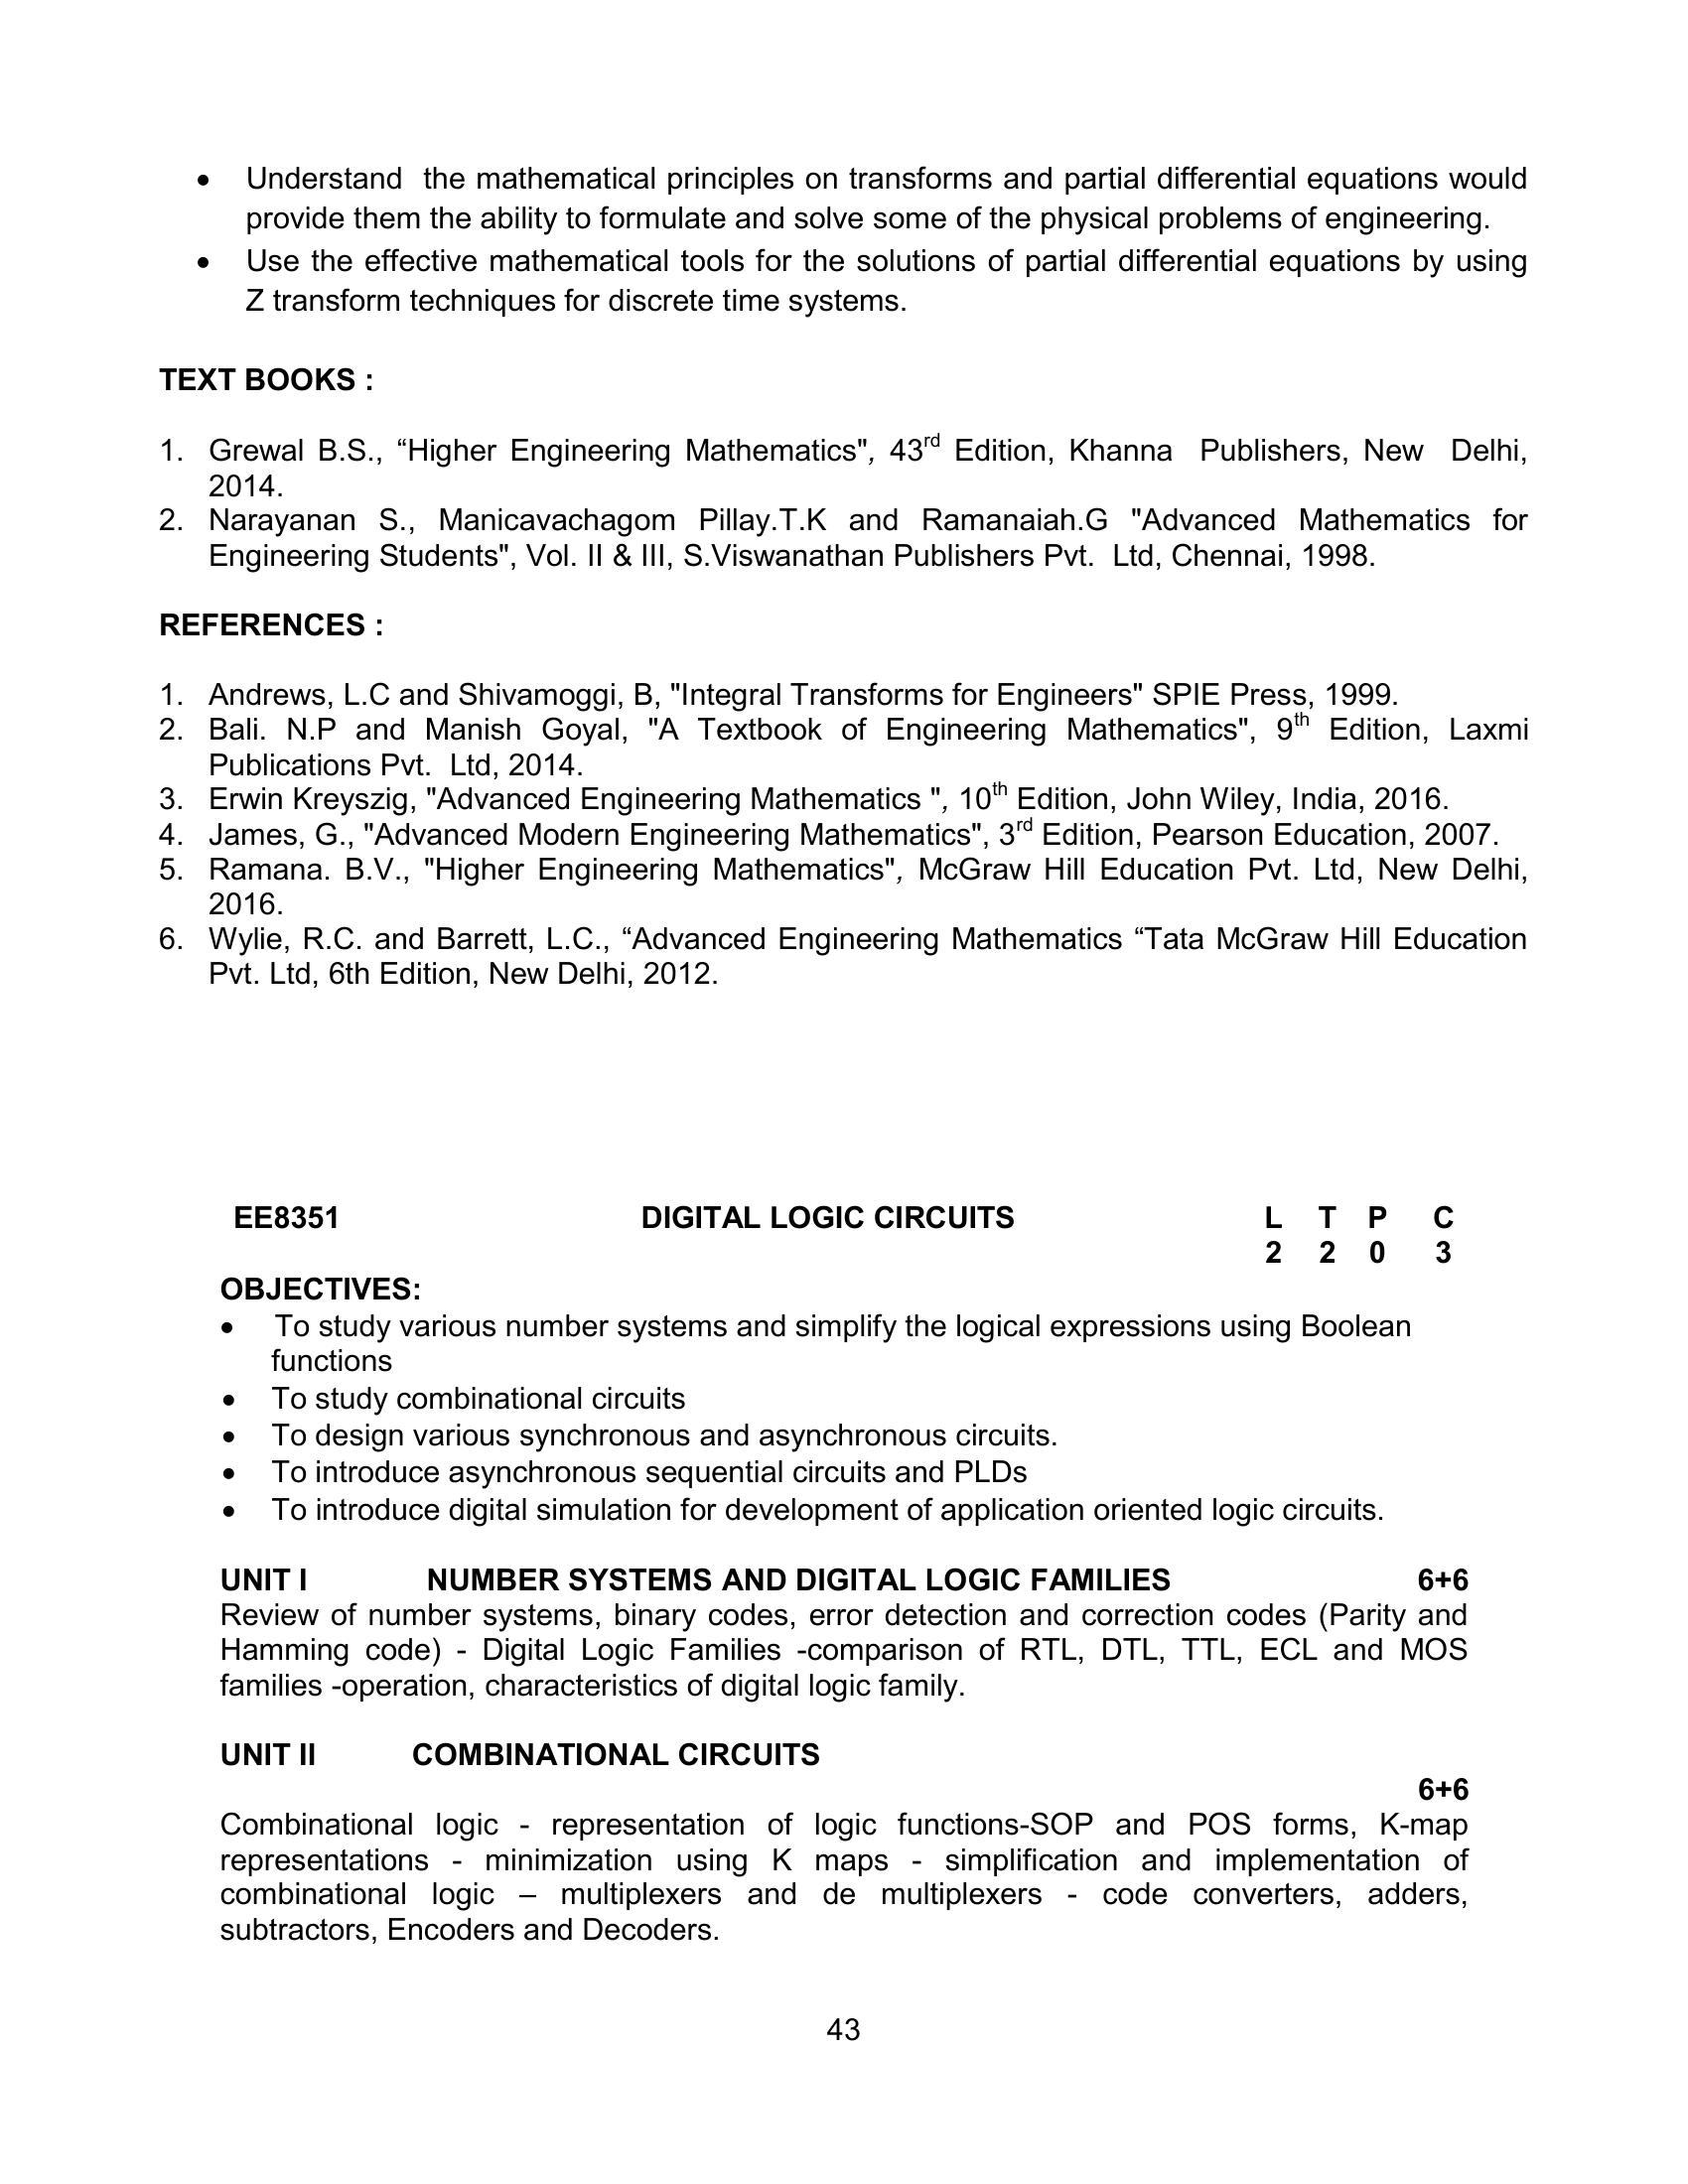 • Understand the mathematical principles on transforms and partial differential equations would
provide them the ability to formulate and solve some of the physical problems of engineering.
• Use the effective mathematical tools for the solutions of partial differential equations by using
Z transform techniques for discrete time systems.
TEXT BOOKS :
1. Grewal B.S., “Higher Engineering Mathematics", 43rd Edition, Khanna Publishers, New Delhi,
2014.
2. Narayanan S., Manicavachagom Pillay.T.K and Ramanaiah.G "Advanced Mathematics for
Engineering Students", Vol. II & III, S.Viswanathan Publishers Pvt. Ltd, Chennai, 1998.
REFERENCES :
1. Andrews, L.C and Shivamoggi, B, "Integral Transforms for Engineers" SPIE Press, 1999.
2. Bali. N.P and Manish Goyal, "A Textbook of Engineering Mathematics", 9th Edition, Laxmi
Publications Pvt. Ltd, 2014.
3. Erwin Kreyszig, "Advanced Engineering Mathematics ", 10th Edition, John Wiley, India, 2016.
4. James, G., "Advanced Modern Engineering Mathematics", 3rd Edition, Pearson Education, 2007.
5. Ramana. B.V., "Higher Engineering Mathematics", McGraw Hill Education Pvt. Ltd, New Delhi,
2016.
6. Wylie, R.C. and Barrett, L.C., “Advanced Engineering Mathematics “Tata McGraw Hill Education
Pvt. Ltd, 6th Edition, New Delhi, 2012.
EE8351 DIGITAL LOGIC CIRCUITS L T P C
2 2 0 3
OBJECTIVES:
• To study various number systems and simplify the logical expressions using Boolean
functions
• To study combinational circuits
• To design various synchronous and asynchronous circuits.
• To introduce asynchronous sequential circuits and PLDs
• To introduce digital simulation for development of application oriented logic circuits.
UNIT I NUMBER SYSTEMS AND DIGITAL LOGIC FAMILIES 6+6
Review of number systems, binary codes, error detection and correction codes (Parity and
Hamming code) - Digital Logic Families -comparison of RTL, DTL, TTL, ECL and MOS
families -operation, characteristics of digital logic family.
UNIT II COMBINATIONAL CIRCUITS
6+6
Combinational logic - representation of logic functions-SOP and POS forms, K-map
representations - minimization using K maps - simplification and implementation of
combinational logic – multiplexers and de multiplexers - code converters, adders,
subtractors, Encoders and Decoders.
43